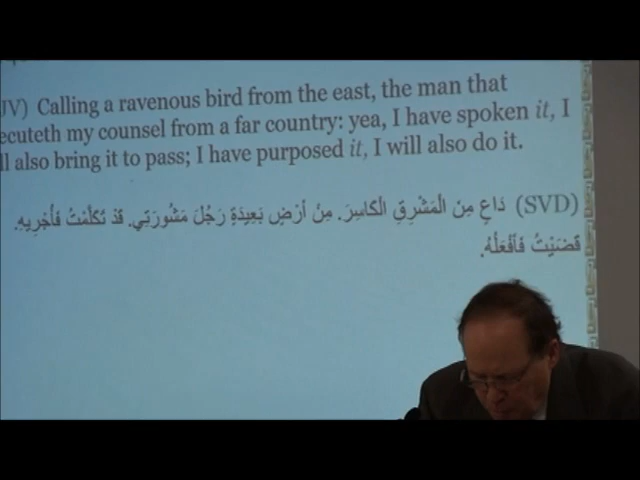 JV) Calling a ravenous bird from the east, the man that
ecuteth my counsel from a far country: yea, I have spoken it, I
ll also bring it to pass; I have purposed it, I will also do it.
(SVD) دَاعٍ مِنَ الْمَشْرِقِ الْكَاسِرَ. مِنْ أَرْضٍ بَعِيدَةٍ رَجُلَ مَشُورَتِي. قَدْ تَكَلَّمْتُ فَأُجْرِيهِ.
قَضَيْتُ فَأَفْعَلُهُ.